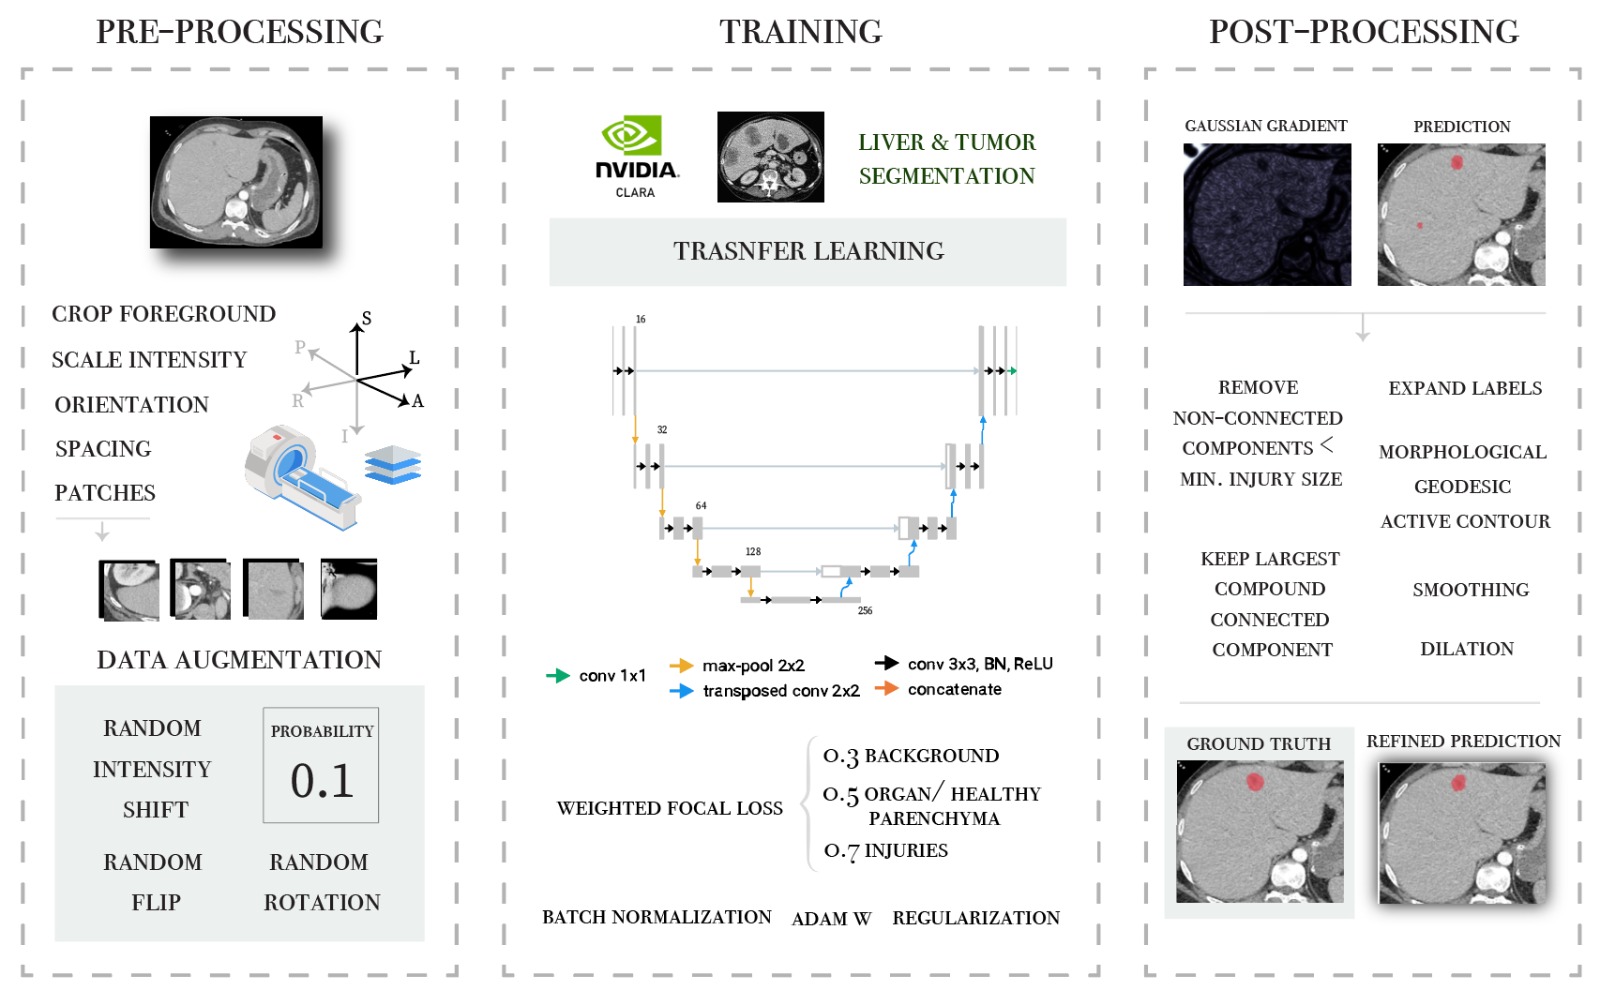 PRE-PROCESSING
CROP FOREGROUND
SCALE INTENSITY
ORIENTATION
SPACING
PATCHES
S
P
L
R
A
I
DATA AUGMENTATION
RANDOM
INTENSITY
SHIFT
PROBABILITY
0.1
RANDOM
FLIP
RANDOM
ROTATION
TRAINING
NVIDIA.
CLARA
LIVER & TUMOR
SEGMENTATION
TRASNFER LEARNING
16
32
64
128
256
conv 1x1
max-pool 2x2
transposed conv 2x2
conv 3x3, BN, ReLU
concatenate
WEIGHTED FOCAL LOSS
0.3 BACKGROUND
0.5 ORGAN/ HEALTHY
PARENCHYMA
0.7 INJURIES
BATCH NORMALIZATION
ADAM W
REGULARIZATION
POST-PROCESSING
GAUSSIAN GRADIENT
PREDICTION
REMOVE
NON-CONNECTED
COMPONENTS <
MIN. INJURY SIZE
KEEP LARGEST
COMPOUND
CONNECTED
COMPONENT
EXPAND LABELS
MORPHOLOGICAL
GEODESIC
ACTIVE CONTOUR
SMOOTHING
DILATION
GROUND TRUTH
REFINED PREDICTION